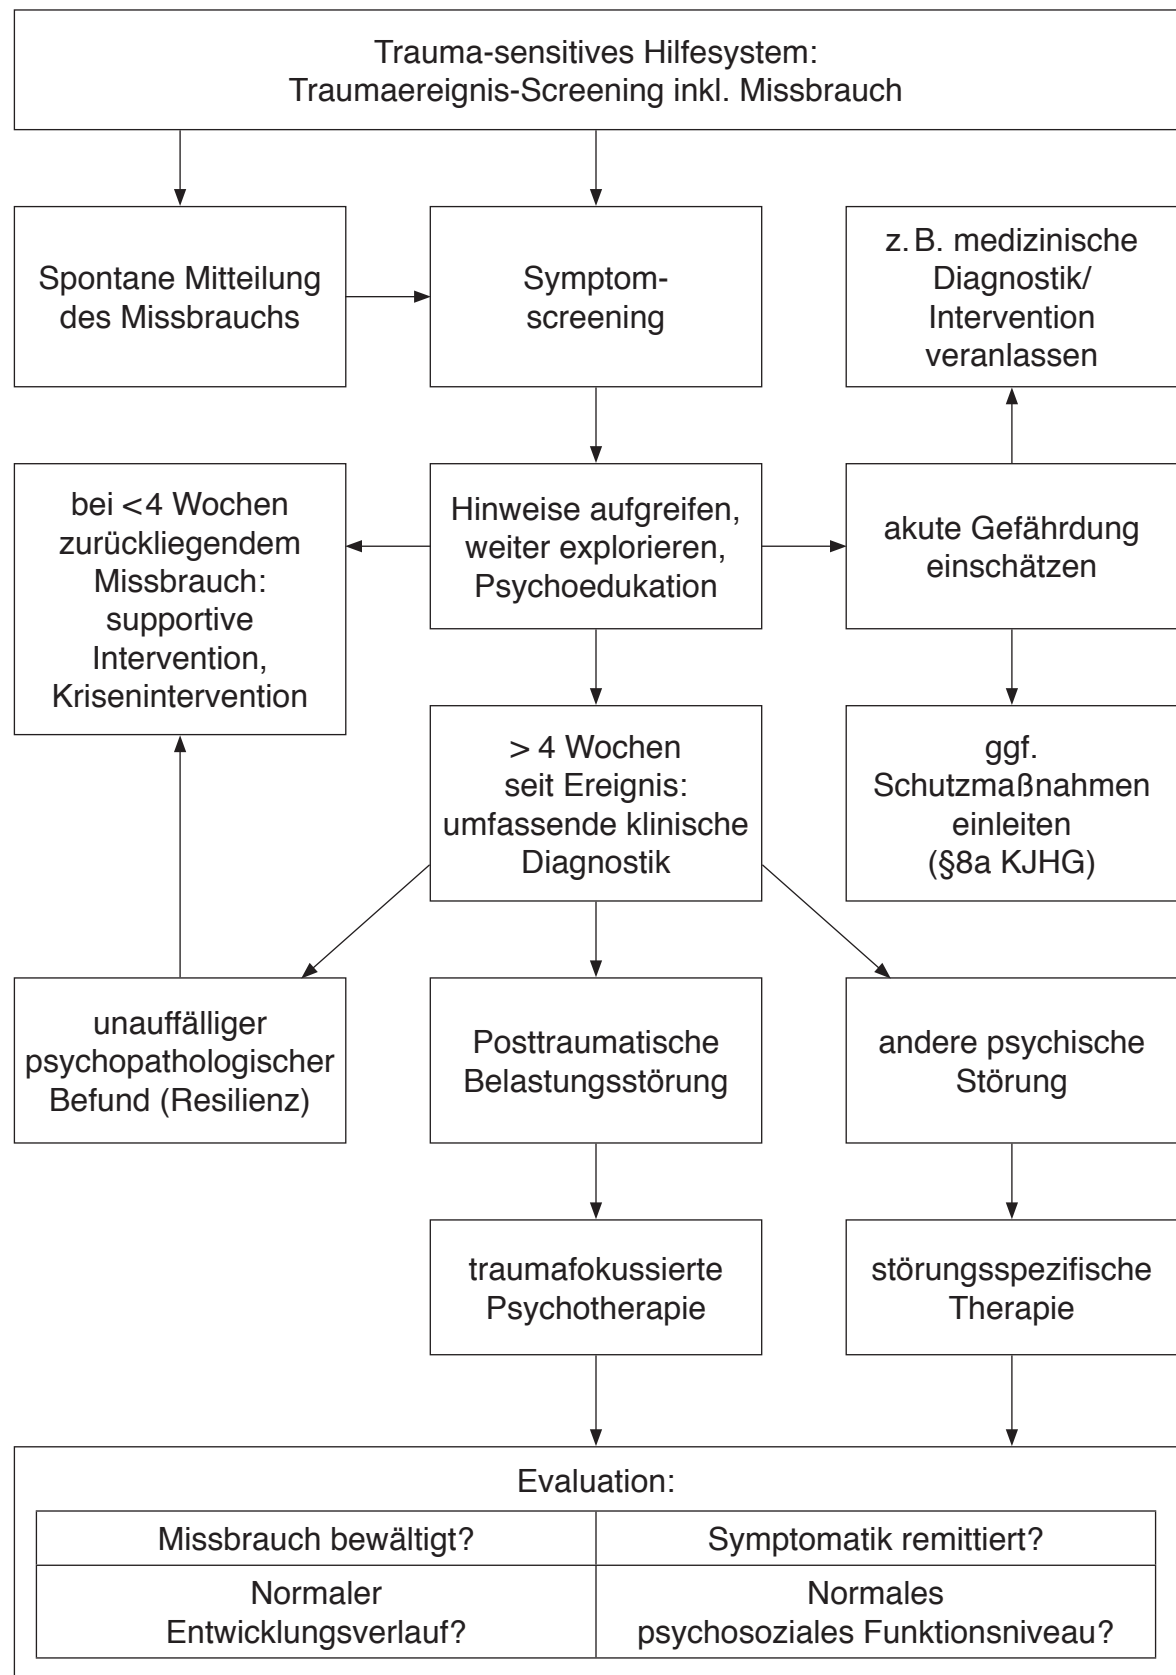 Trauma-sensitives Hilfesystem:
Traumaereignis-Screening inkl. Missbrauch
Spontane Mitteilung
des Missbrauchs
Symptom-
screening
z. B. medizinische
Diagnostik/
Intervention
veranlassen
bei <4 Wochen
zurückliegendem
Missbrauch:
supportive
Intervention,
Krisenintervention
Hinweise aufgreifen,
weiter explorieren,
Psychoedukation
akute Gefährdung
einschätzen
> 4 Wochen
seit Ereignis:
umfassende klinische
Diagnostik
ggf.
Schutzmaßnahmen
einleiten
(§8a KJHG)
unauffälliger
psychopathologischer
Befund (Resilienz)
Posttraumatische
Belastungsstörung
andere psychische
Störung
traumafokussierte
Psychotherapie
störungsspezifische
Therapie
Evaluation:
Missbrauch bewältigt?
Symptomatik remittiert?
Normaler
Entwicklungsverlauf?
Normales
psychosoziales Funktionsniveau?